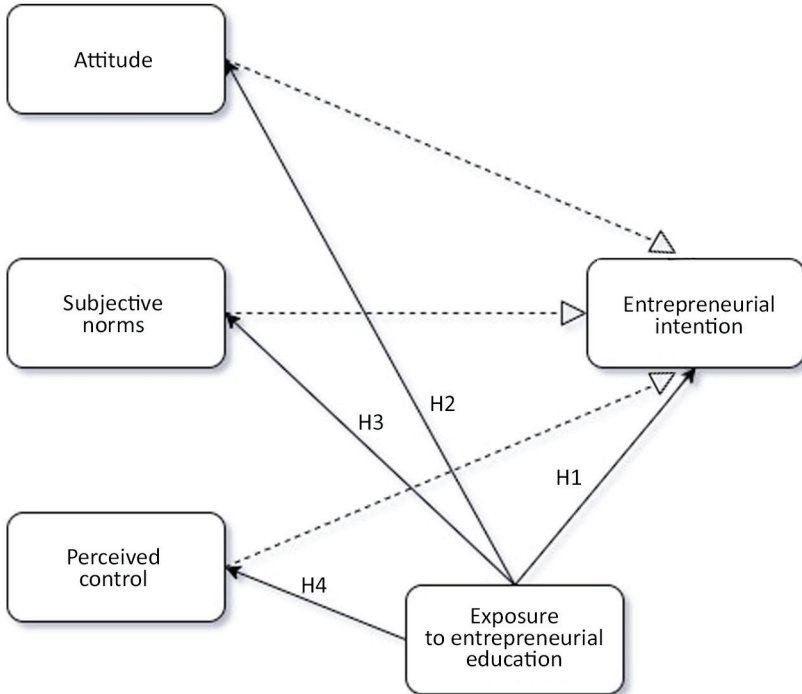 Attitude
Subjective
norms
Entrepreneurial
intention
H3
H2
H1
Perceived
control
H4
Exposure
to entrepreneurial
education